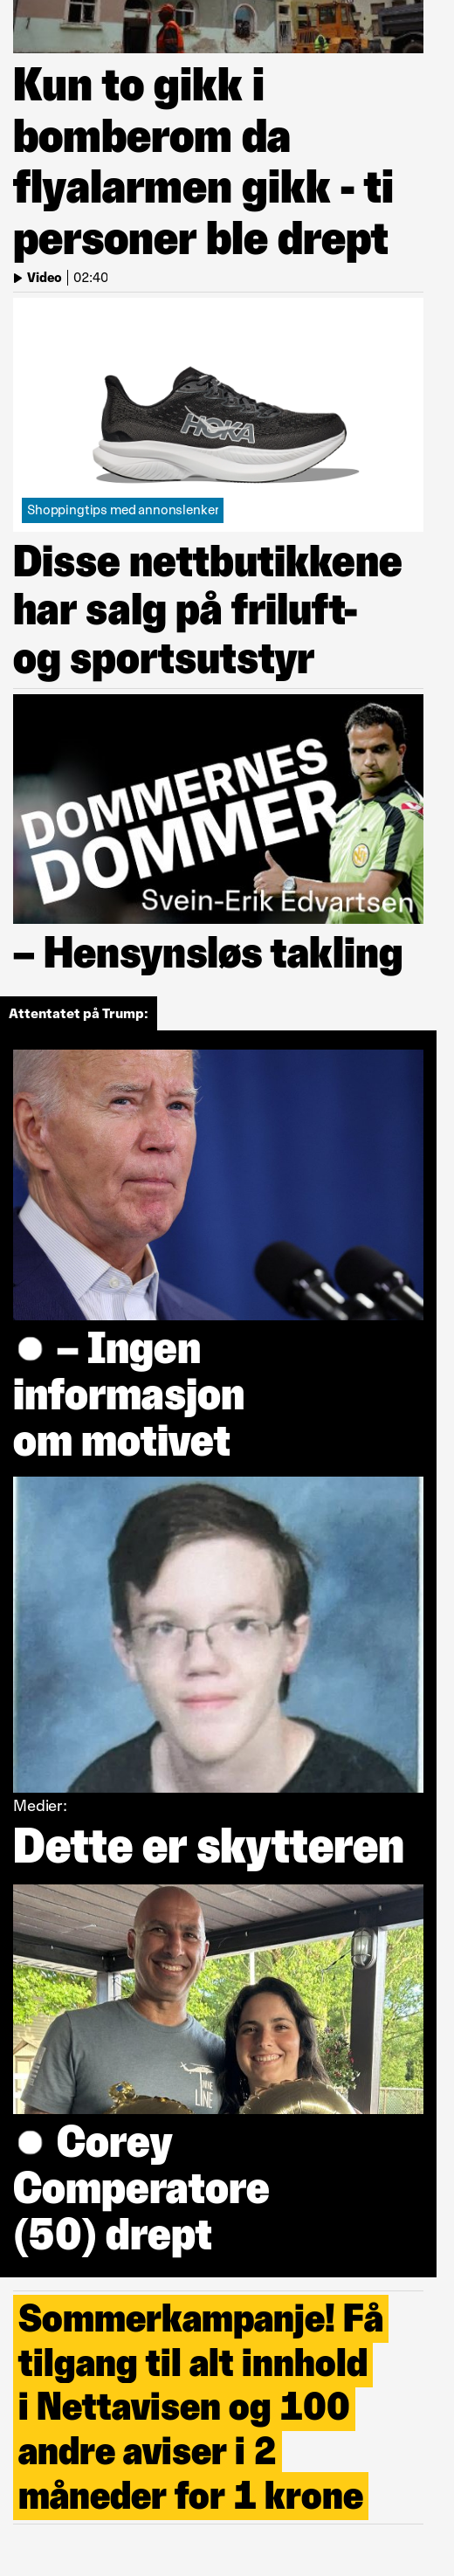 Kun to gikk i
bomberom da
flyalarmen gikk - ti
personer ble drept
Video | 02:40
HOKA
Shoppingtips med annonslenker
Disse nettbutikkene
har salg på friluft-
og sportsutstyr
DOMMERNES
DOMMER
Svein-Erik Edvartsen
– Hensynsløs takling
Attentatet på Trump:
– Ingen
informasjon
om motivet
Medier:
Dette er skytteren
LINE
Corey
Comperatore
(50) drept
Sommerkampanje! Få
tilgang til alt innhold
i Nettavisen og 100
andre aviser i 2
måneder for 1 krone